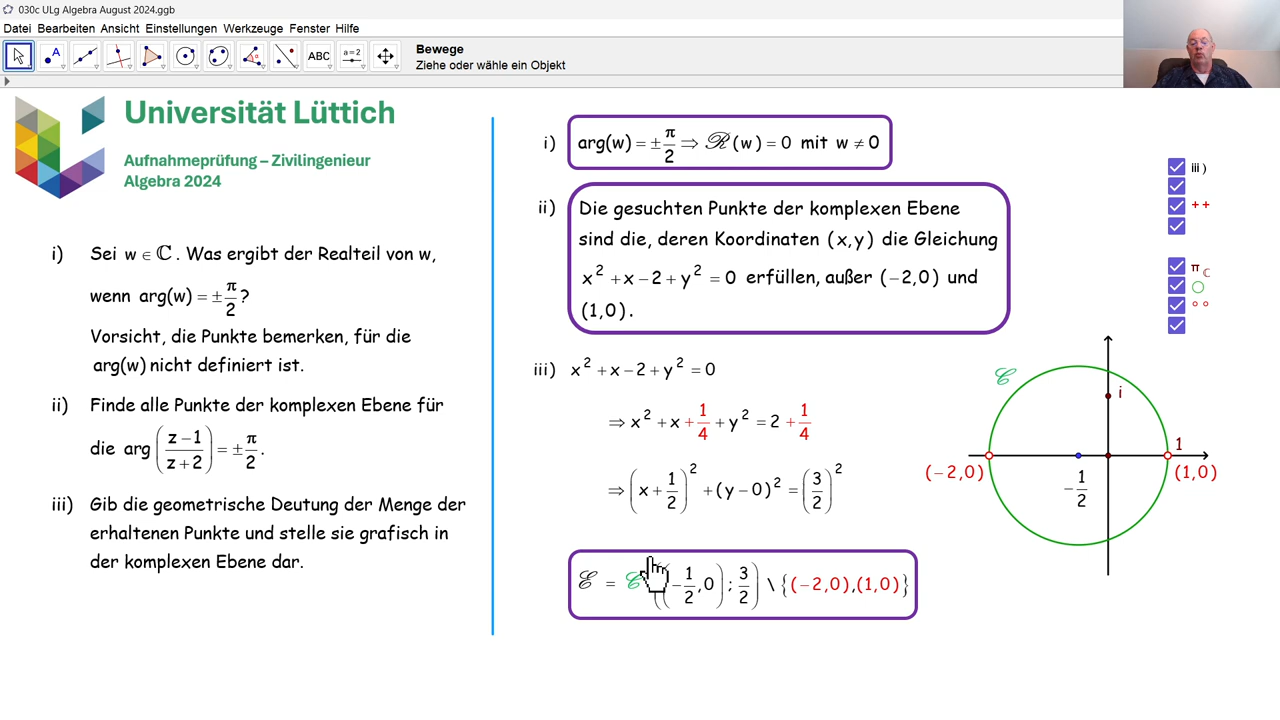 030c ULg Algebra August 2024.ggb
Datei Bearbeiten Ansicht Einstellungen Werkzeuge Fenster Hilfe
A ABC a=2
Bewege
Ziehe oder wähle ein Objekt
Universität Lüttich
Aufnahmeprüfung – Zivilingenieur
Algebra 2024
i) Sei w ∈ ℂ. Was ergibt der Realteil von w,
wenn arg(w) = ± π/2 ?
Vorsicht, die Punkte bemerken, für die
arg(w) nicht definiert ist.
ii) Finde alle Punkte der komplexen Ebene für
die arg((z−1)/(z+2)) = ± π/2 .
iii) Gib die geometrische Deutung der Menge der
erhaltenen Punkte und stelle sie grafisch in
der komplexen Ebene dar.
i) arg(w) = ± π/2 ⇒ ℛ(w) = 0 mit w ≠ 0
ii) Die gesuchten Punkte der komplexen Ebene
sind die, deren Koordinaten (x,y) die Gleichung
x² + x − 2 + y² = 0 erfüllen, außer (−2,0) und
(1,0).
iii) x² + x − 2 + y² = 0
⇒ x² + x + 1/4 + y² = 2 + 1/4
⇒ (x + 1/2)² + (y − 0)² = (3/2)²
ℰ = 𝒞((−1/2,0);3/2) \ {(−2,0),(1,0)}
iii)
++
π ℂ
𝒞
i
1
(−2,0)
(1,0)
−1/2